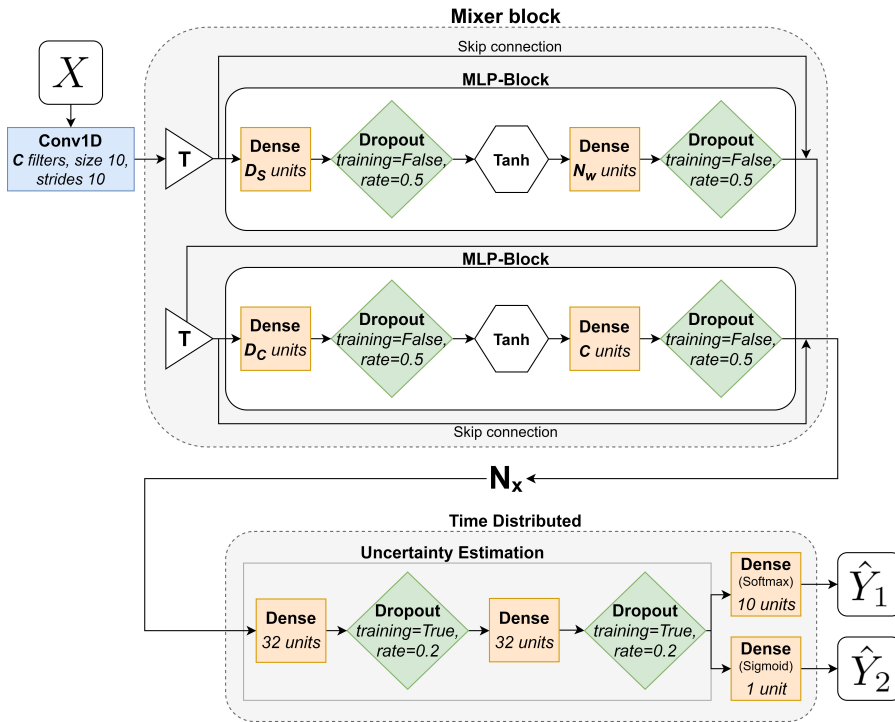 Mixer block
Skip connection
X
MLP-Block
Conv1D
C filters, size 10,
strides 10
T
Dense
D_S units
Dropout
training=False,
rate=0.5
Tanh
Dense
N_w units
Dropout
training=False,
rate=0.5
MLP-Block
T
Dense
D_C units
Dropout
training=False,
rate=0.5
Tanh
Dense
C units
Dropout
training=False,
rate=0.5
Skip connection
N_x
Time Distributed
Uncertainty Estimation
Dense
32 units
Dropout
training=True,
rate=0.2
Dense
32 units
Dropout
training=True,
rate=0.2
Dense
(Softmax)
10 units
Ŷ_1
Dense
(Sigmoid)
1 unit
Ŷ_2